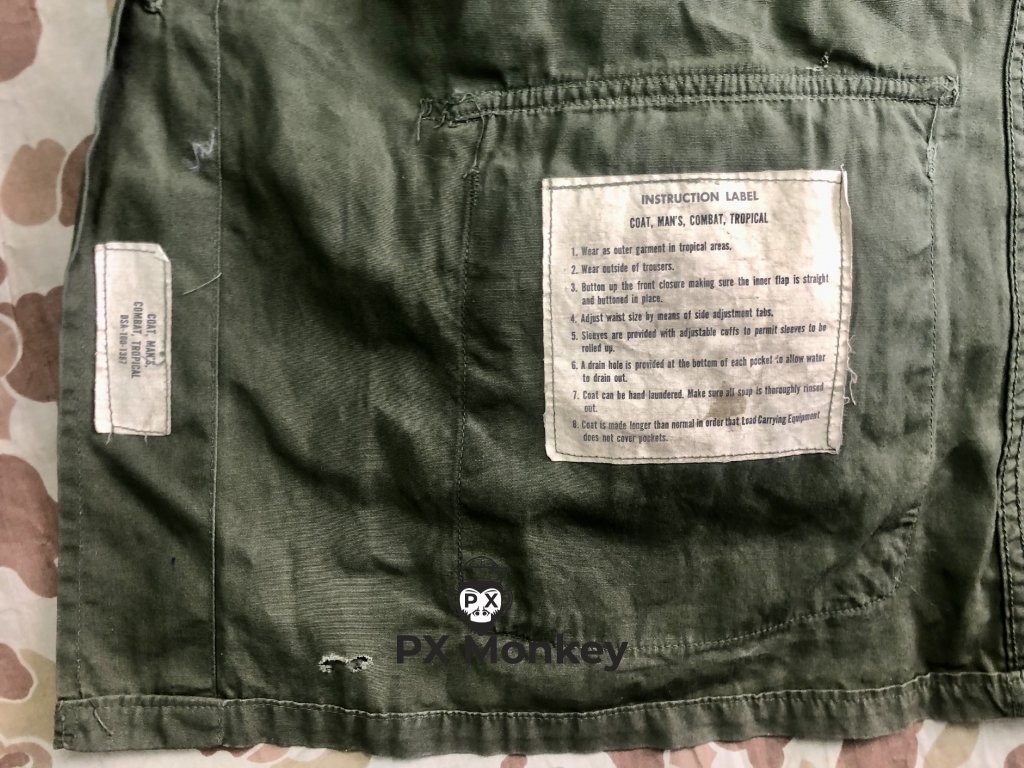 INSTRUCTION LABEL
COAT, MAN'S, COMBAT, TROPICAL
1. Wear as outer garment in tropical areas.
2. Wear outside of trousers.
3. Button up the front closure making sure the inner flap is straight
and buttoned in place.
4. Adjust waist size by means of side adjustment tabs.
5. Sleeves are provided with adjustable cuffs to permit sleeves to be
rolled up.
6. A drain hole is provided at the bottom of each pocket to allow water
to drain out.
7. Coat can be hand laundered. Make sure all soap is thoroughly rinsed
out.
8. Coat is made longer than normal in order that Load Carrying Equipment
does not cover pockets.
COAT, MAN'S,
COMBAT, TROPICAL
DSA-100-1387
PX
PX Monkey